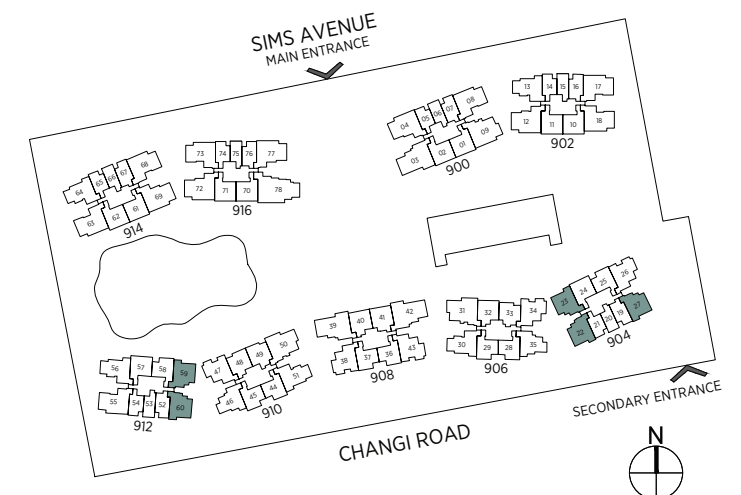 SIMS AVENUE
MAIN ENTRANCE
13 14 15 16 17
12 11 10 18
902
04 05 06 07 08
03 02 01 09
900
73 74 75 76 77
72 71 70 78
916
64 65 66 67 68
63 62 61 69
914
23 24 25 26
22 21 20 19 27
904
31 32 33 34
30 29 28 35
906
39 40 41 42
38 37 36 43
908
47 48 49 50
46 45 44 51
910
56 57 58 59
55 54 53 52 60
912
SECONDARY ENTRANCE
CHANGI ROAD
N